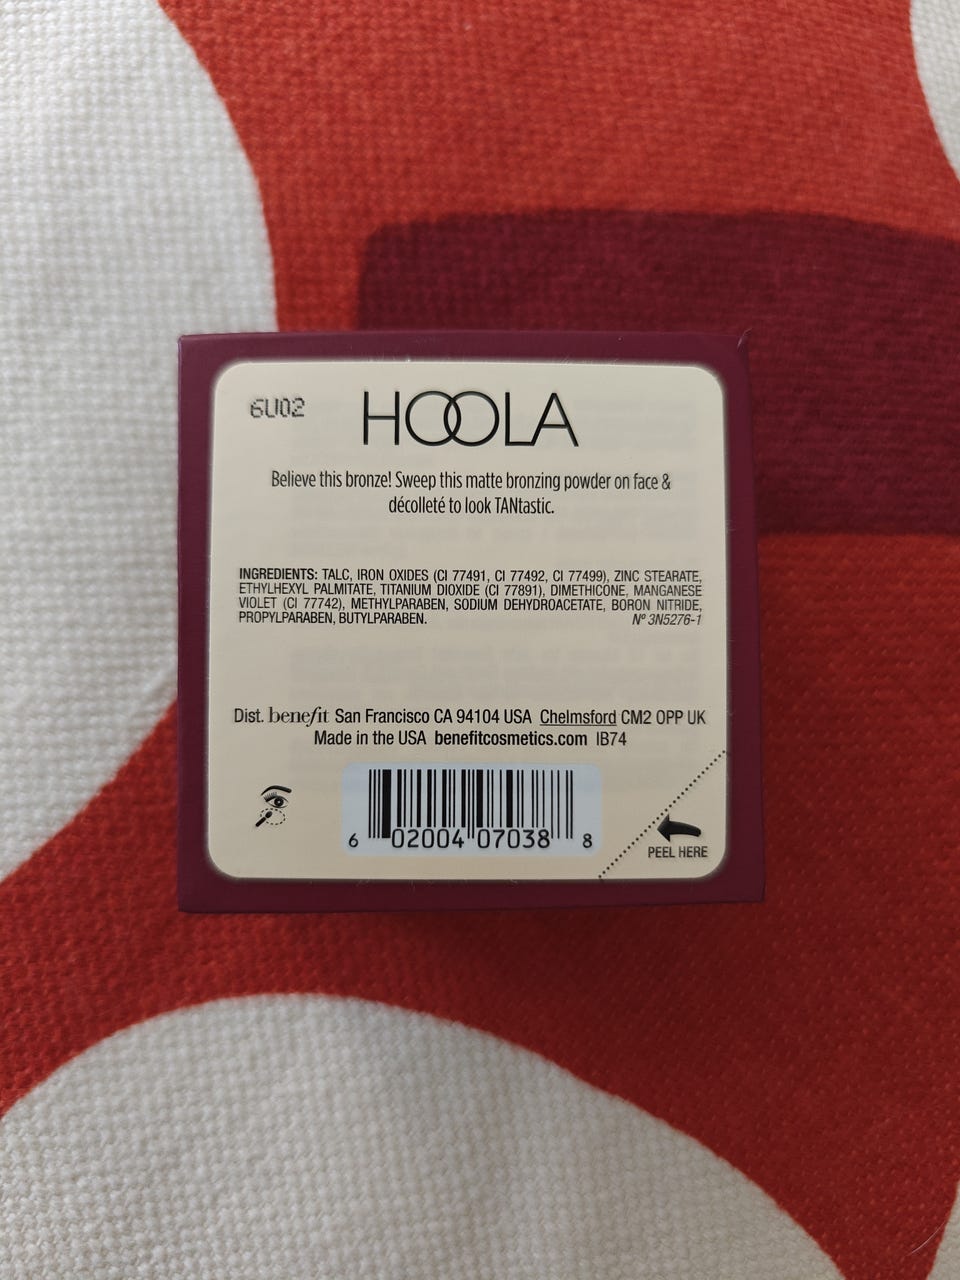 6U02
HOOLA
Believe this bronze! Sweep this matte bronzing powder on face &
décolleté to look TANtastic.
INGREDIENTS: TALC, IRON OXIDES (CI 77491, CI 77492, CI 77499), ZINC STEARATE,
ETHYLHEXYL PALMITATE, TITANIUM DIOXIDE (CI 77891), DIMETHICONE, MANGANESE
VIOLET (CI 77742), METHYLPARABEN, SODIUM DEHYDROACETATE, BORON NITRIDE,
PROPYLPARABEN, BUTYLPARABEN. Nº 3N5276-1
Dist. benefit San Francisco CA 94104 USA Chelmsford CM2 OPP UK
Made in the USA benefitcosmetics.com IB74
6 02004 07038 8
PEEL HERE